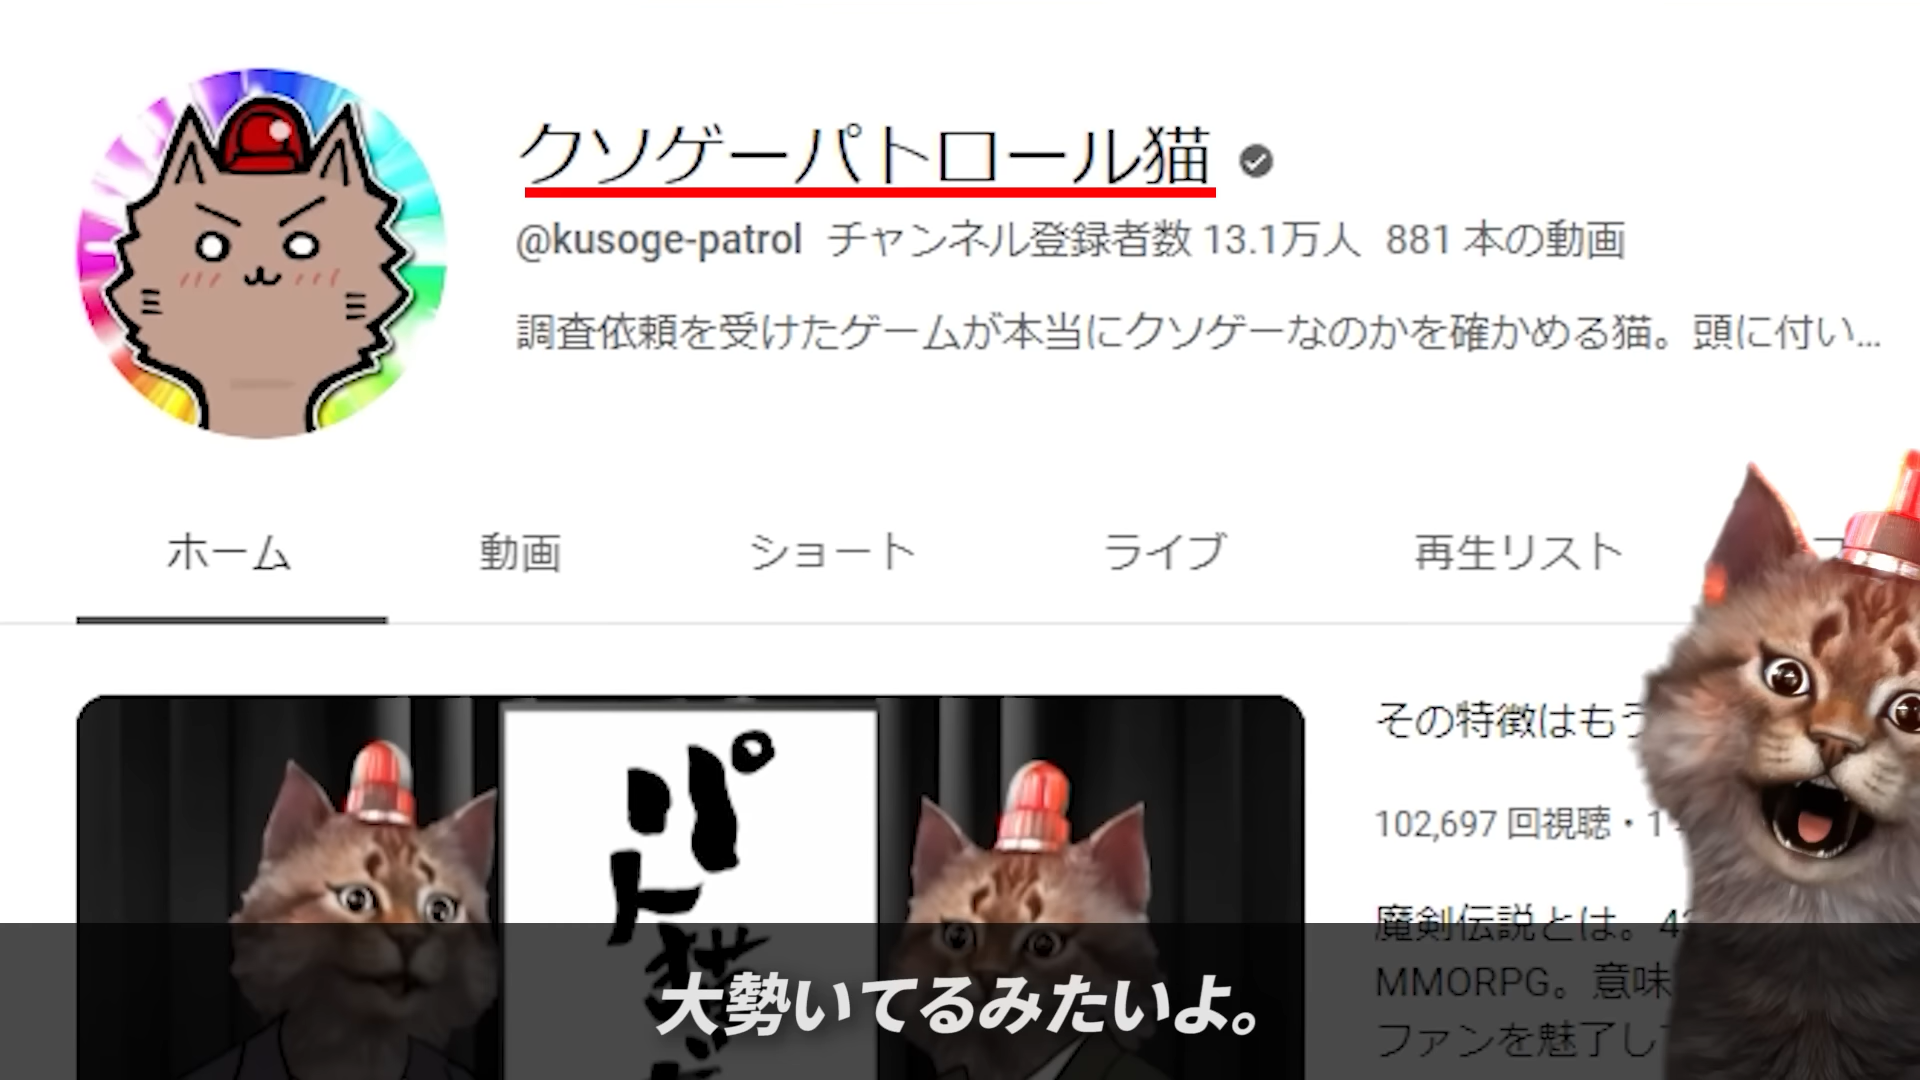 クソゲーパトロール猫
@kusoge-patrol チャンネル登録者数 13.1万人 881 本の動画
調査依頼を受けたゲームが本当にクソゲーなのかを確かめる猫。頭に付い...
ホーム 動画 ショート ライブ 再生リスト
パト猫
その特徴はもう
102,697 回視聴・1
魔剣伝説とは。4
MMORPG。意味
ファンを魅了し
大勢いてるみたいよ。